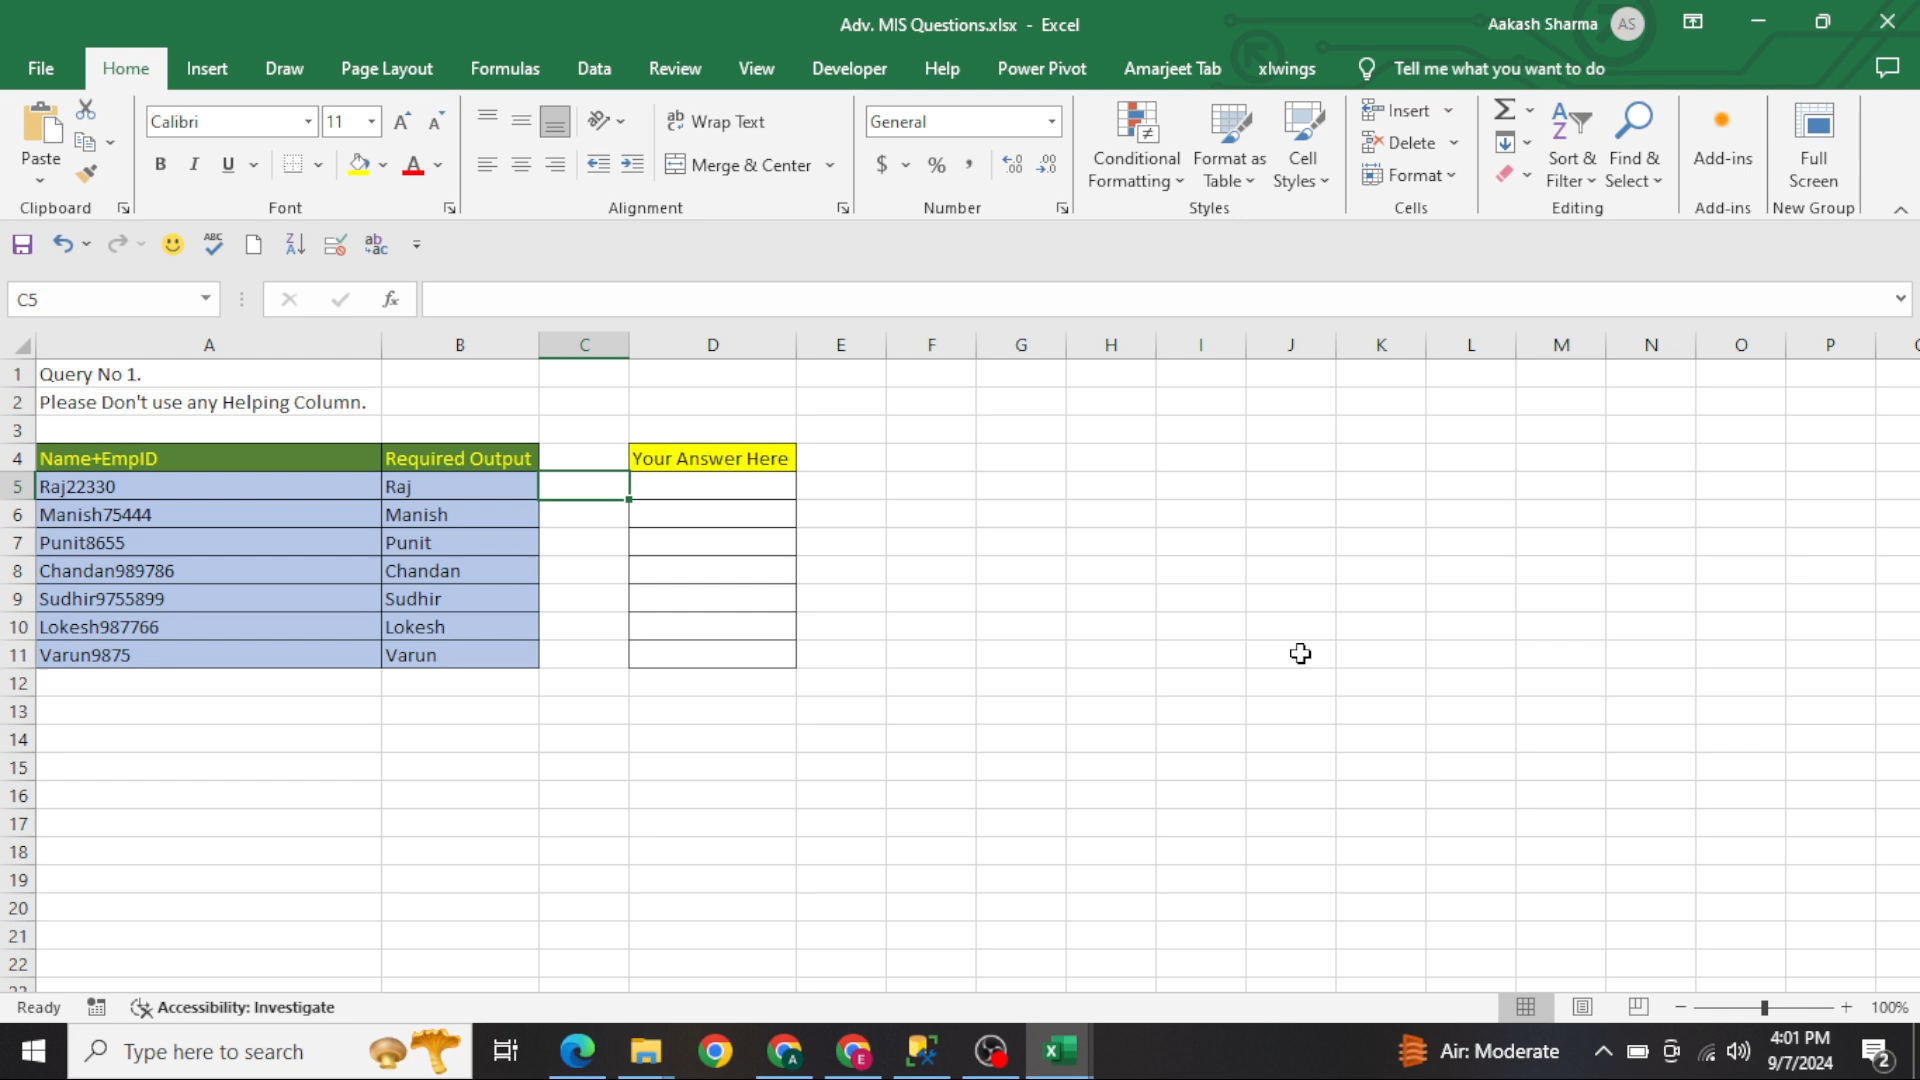 Adv. MIS Questions.xlsx - Excel
Aakash Sharma AS
File Home Insert Draw Page Layout Formulas Data Review View Developer Help Power Pivot Amarjeet Tab xlwings Tell me what you want to do
Calibri 11 Wrap Text General Insert
Paste B I U Merge & Center $ % Conditional Formatting Format as Table Cell Styles Delete Sort & Filter Find & Select Add-ins Full Screen
Format
Clipboard Font Alignment Number Styles Cells Editing Add-ins New Group
C5 fx
A B C D E F G H I J K L M N O P
1 Query No 1.
2 Please Don't use any Helping Column.
3
4 Name+EmpID Required Output Your Answer Here
5 Raj22330 Raj
6 Manish75444 Manish
7 Punit8655 Punit
8 Chandan989786 Chandan
9 Sudhir9755899 Sudhir
10 Lokesh987766 Lokesh
11 Varun9875 Varun
12
13
14
15
16
17
18
19
20
21
22
Ready Accessibility: Investigate 100%
Type here to search Air: Moderate 4:01 PM
9/7/2024 2